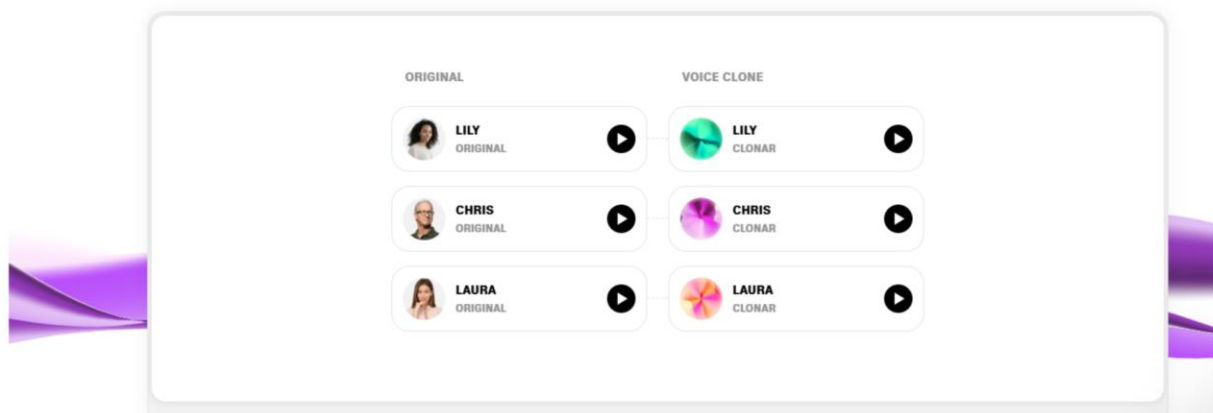 ORIGINAL
VOICE CLONE
LILY
ORIGINAL
LILY
CLONAR
CHRIS
ORIGINAL
CHRIS
CLONAR
LAURA
ORIGINAL
LAURA
CLONAR